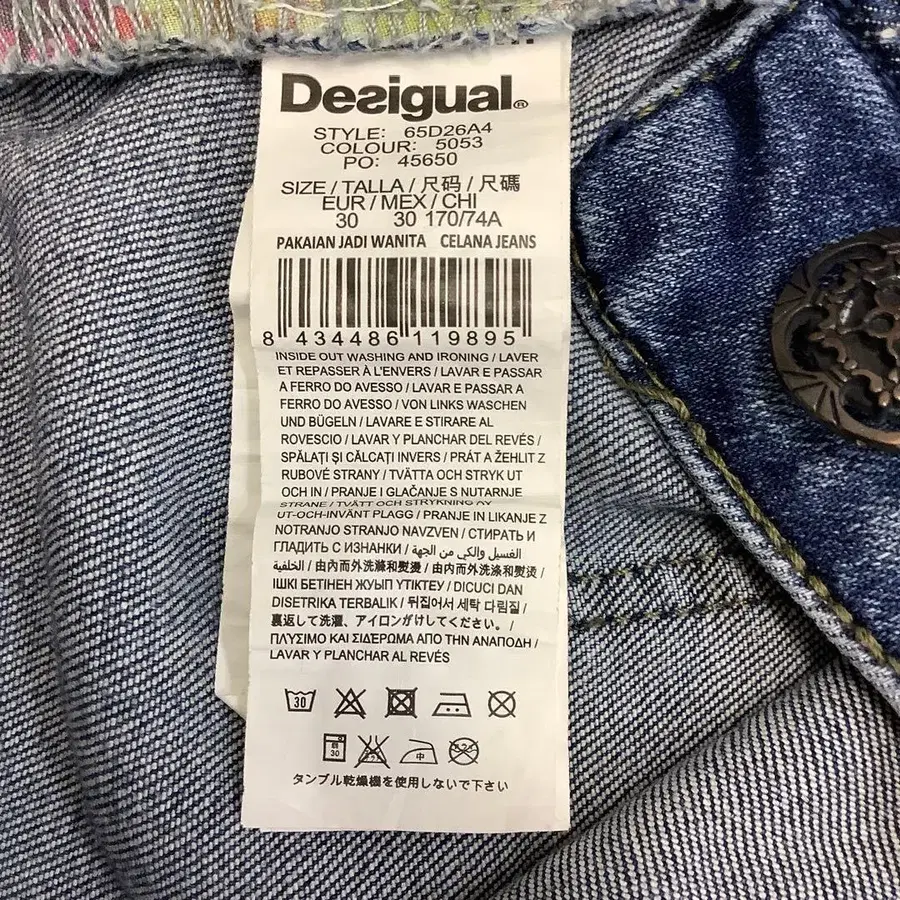 Desigual®
STYLE: 65D26A4
COLOUR: 5053
PO: 45650
SIZE / TALLA / 尺码 / 尺碼
EUR / MEX / CHI
30 30 170/74A
PAKAIAN JADI WANITA CELANA JEANS
8 434486 119895
INSIDE OUT WASHING AND IRONING / LAVER
ET REPASSER À L'ENVERS / LAVAR E PASSAR
A FERRO DO AVESSO / LAVAR E PASSAR A
FERRO DO AVESSO / VON LINKS WASCHEN
UND BÜGELN / LAVARE E STIRARE AL
ROVESCIO / LAVAR Y PLANCHAR DEL REVÉS /
SPĂLAȚI ȘI CĂLCAȚI INVERS / PRÁT A ŽEHLIT Z
RUBOVÉ STRANY / TVÄTTA OCH STRYK UT
OCH IN / PRANJE I GLAČANJE S NUTARNJE
STRANE / TVÄTT OCH STRYKNING AV
UT-OCH-INVÄNT PLAGG / PRANJE IN LIKANJE Z
NOTRANJO STRANJO NAVZVEN / СТИРАТЬ И
ГЛАДИТЬ С ИЗНАНКИ / الغسيل والكي من الجهة
الخلفية / 由內而外洗滌和熨燙 / 由内而外洗涤和熨烫 /
ІШКІ БЕТІНЕН ЖУЫП ҮТІКТЕУ / DICUCI DAN
DISETRIKA TERBALIK / 뒤집어서 세탁 다림질 /
裏返して洗濯、アイロンがけしてください。 /
ΠΛΥΣΙΜΟ ΚΑΙ ΣΙΔΕΡΩΜΑ ΑΠΟ ΤΗΝ ΑΝΑΠΟΔΗ /
LAVAR Y PLANCHAR AL REVÉS
30
30 中
タンブル乾燥機を使用しないで下さい